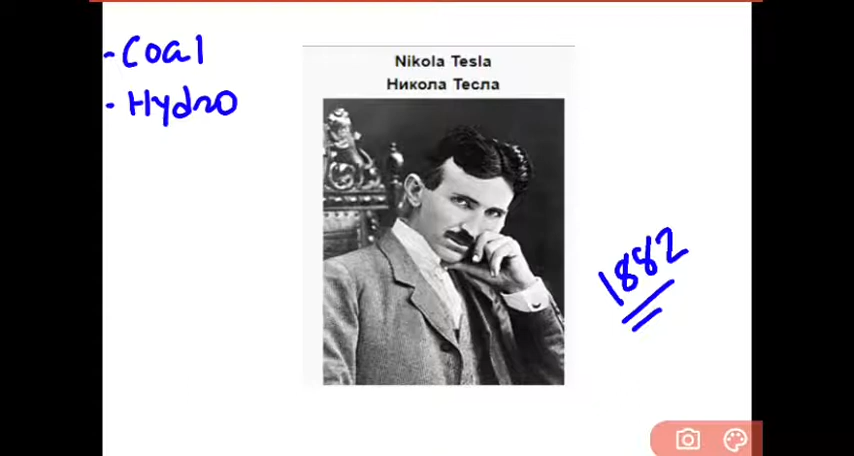 - Coal
- Hydro
Nikola Tesla
Никола Тесла
1882